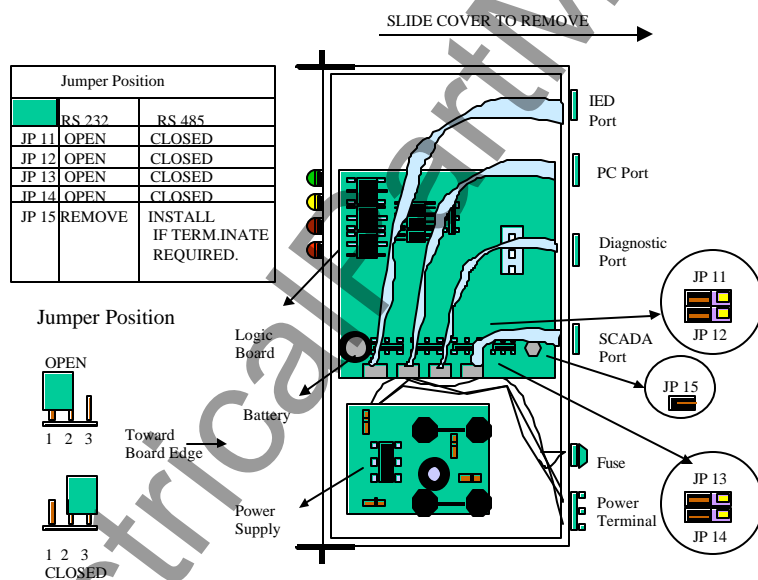 SLIDE COVER TO REMOVE
Jumper Position
RS 232 RS 485
JP 11 OPEN CLOSED
JP 12 OPEN CLOSED
JP 13 OPEN CLOSED
JP 14 OPEN CLOSED
JP 15 REMOVE INSTALL
IF TERM.INATE
REQUIRED.
Jumper Position
OPEN
1 2 3
Toward
Board Edge
1 2 3
CLOSED
Logic
Board
Battery
Power
Supply
IED
Port
PC Port
Diagnostic
Port
SCADA
Port
Fuse
Power
Terminal
JP 11
JP 12
JP 15
JP 13
JP 14